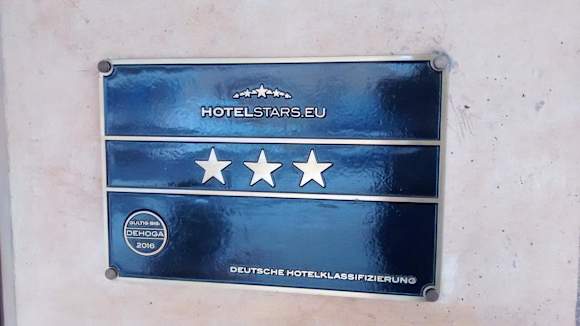 HOTELSTARS.EU
GÜLTIG BIS:
DEHOGA
2016
DEUTSCHE HOTELKLASSIFIZIERUNG